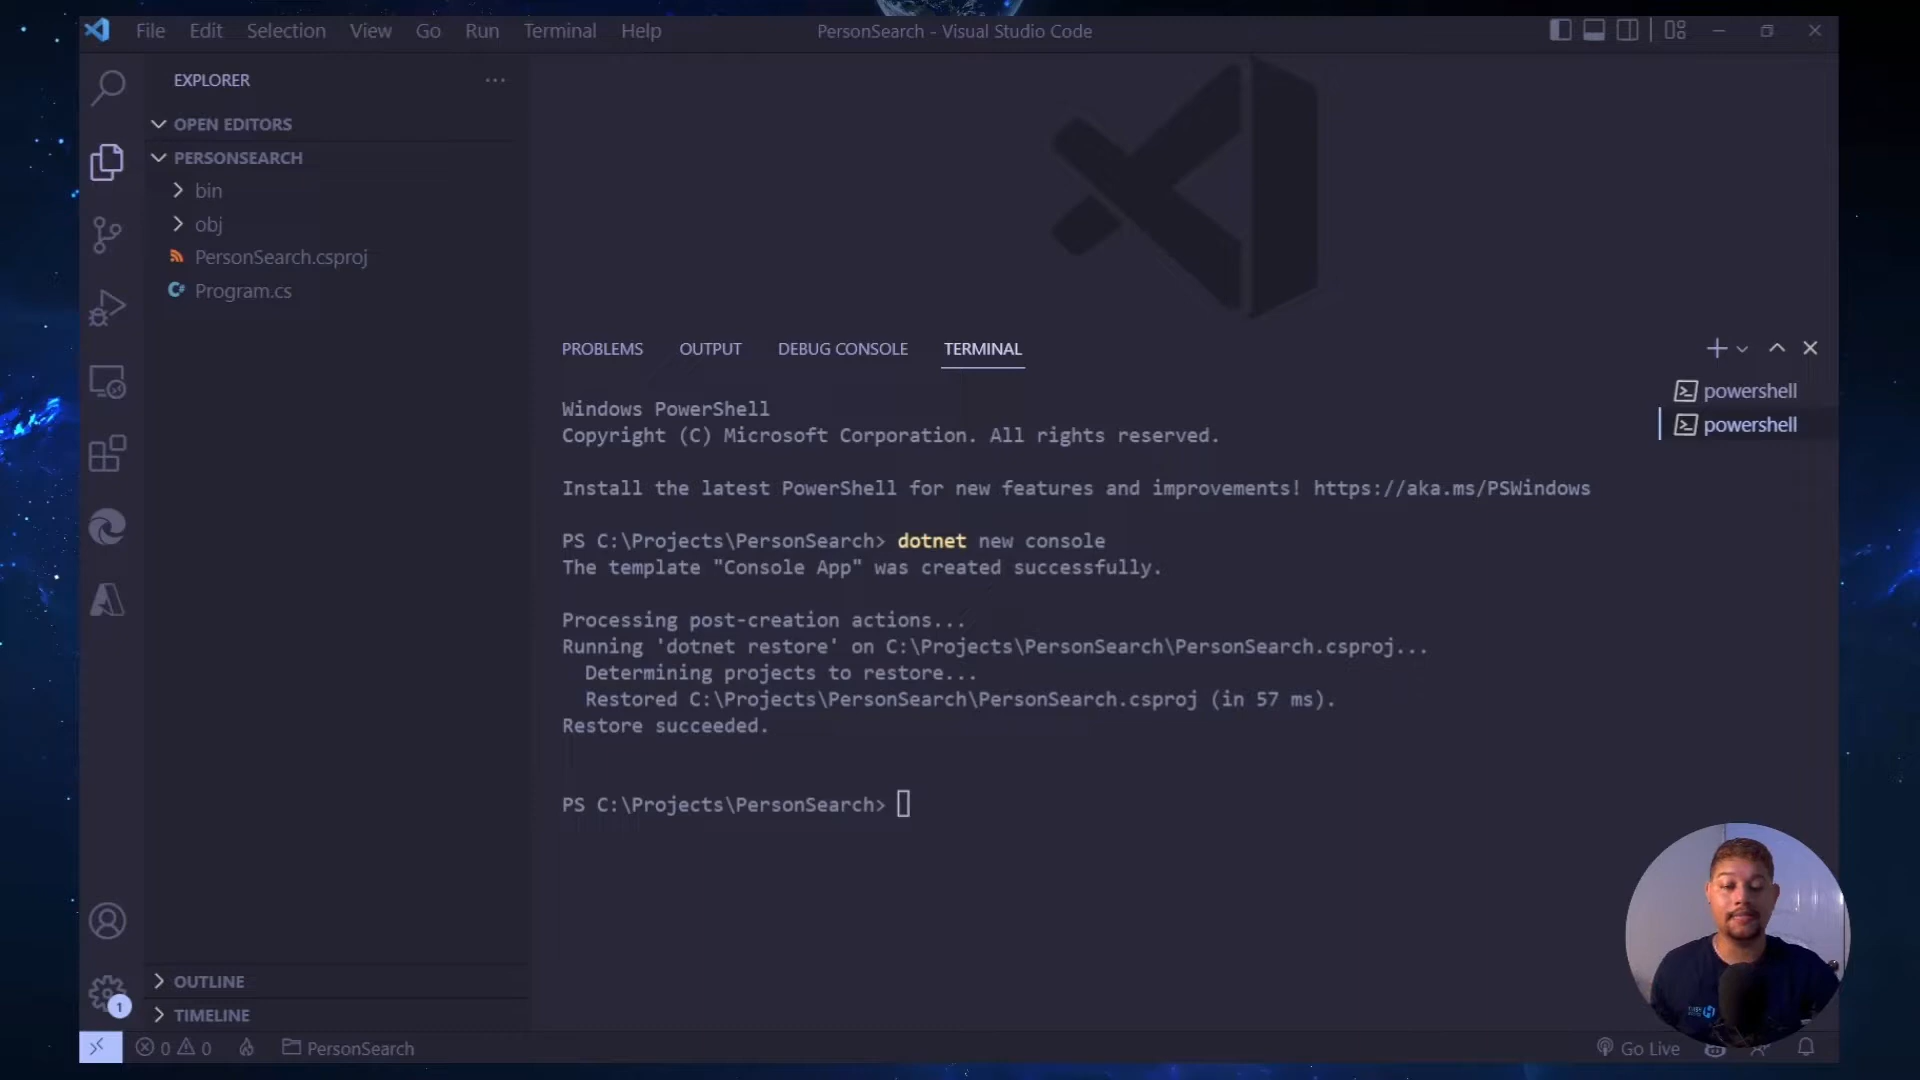 File Edit Selection View Go Run Terminal Help
PersonSearch - Visual Studio Code
EXPLORER
OPEN EDITORS
PERSONSEARCH
bin
obj
PersonSearch.csproj
Program.cs
PROBLEMS OUTPUT DEBUG CONSOLE TERMINAL
powershell
powershell
Windows PowerShell
Copyright (C) Microsoft Corporation. All rights reserved.
Install the latest PowerShell for new features and improvements! https://aka.ms/PSWindows
PS C:\Projects\PersonSearch> dotnet new console
The template "Console App" was created successfully.
Processing post-creation actions...
Running 'dotnet restore' on C:\Projects\PersonSearch\PersonSearch.csproj...
Determining projects to restore...
Restored C:\Projects\PersonSearch\PersonSearch.csproj (in 57 ms).
Restore succeeded.
PS C:\Projects\PersonSearch>
1
OUTLINE
TIMELINE
0 0 PersonSearch
Go Live